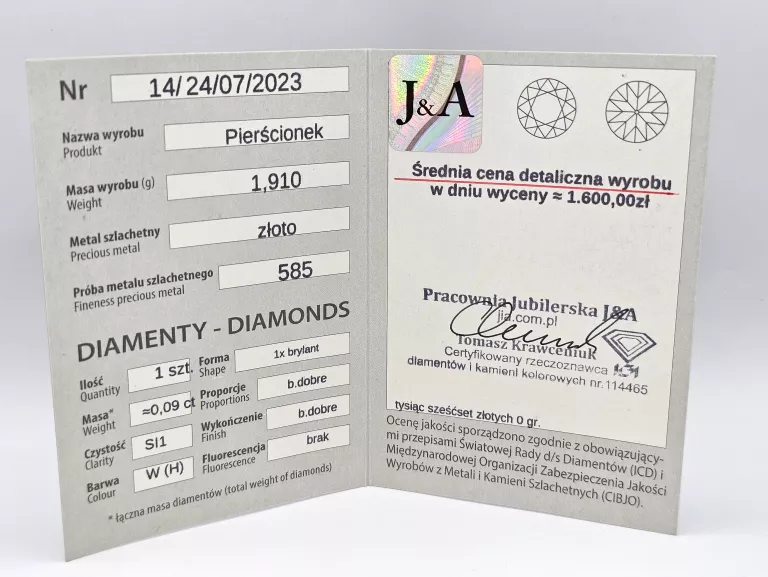 Nr 14/24/07/2023
Nazwa wyrobu Pierścionek
Produkt
Masa wyrobu (g) 1,910
Weight
Metal szlachetny złoto
Precious metal
Próba metalu szlachetnego 585
Fineness precious metal
DIAMENTY - DIAMONDS
Ilość 1 szt.
Quantity
Forma 1x brylant
Shape
Masa* ≈0,09 ct
Weight
Proporcje b.dobre
Proportions
Czystość SI1
Clarity
Wykończenie b.dobre
Finish
Barwa W (H)
Colour
Fluorescencja brak
Fluorescence
* łączna masa diamentów (total weight of diamonds)
J&A
Średnia cena detaliczna wyrobu
w dniu wyceny ≈ 1.600,00zł
Pracownia Jubilerska J&A
jia.com.pl
Tomasz Krawceniuk
Certyfikowany rzeczoznawca
diamentów i kamieni kolorowych nr.114465
tysiąc sześćset złotych 0 gr.
Ocenę jakości sporządzono zgodnie z obowiązujący-
mi przepisami Światowej Rady d/s Diamentów (ICD) i
Międzynarodowej Organizacji Zabezpieczenia Jakości
Wyrobów z Metali i Kamieni Szlachetnych (CIBJO).